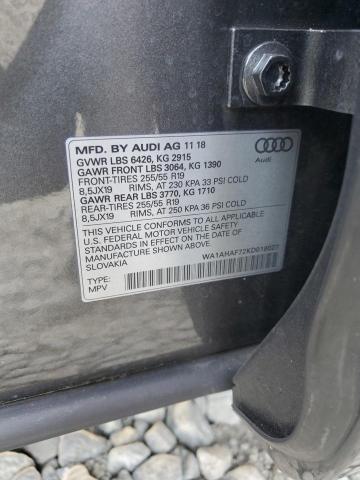 MFD. BY AUDI AG 11 18
GVWR LBS 6426, KG 2915
GAWR FRONT LBS 3064, KG 1390
FRONT-TIRES 255/55 R19
8,5JX19 RIMS, AT 230 KPA 33 PSI COLD
GAWR REAR LBS 3770, KG 1710
REAR-TIRES 255/55 R19
8,5JX19 RIMS, AT 250 KPA 36 PSI COLD
Audi
THIS VEHICLE CONFORMS TO ALL APPLICABLE
U.S. FEDERAL MOTOR VEHICLE SAFETY
STANDARDS IN EFFECT ON THE DATE OF
MANUFACTURE SHOWN ABOVE.
SLOVAKIA
TYPE:
MPV